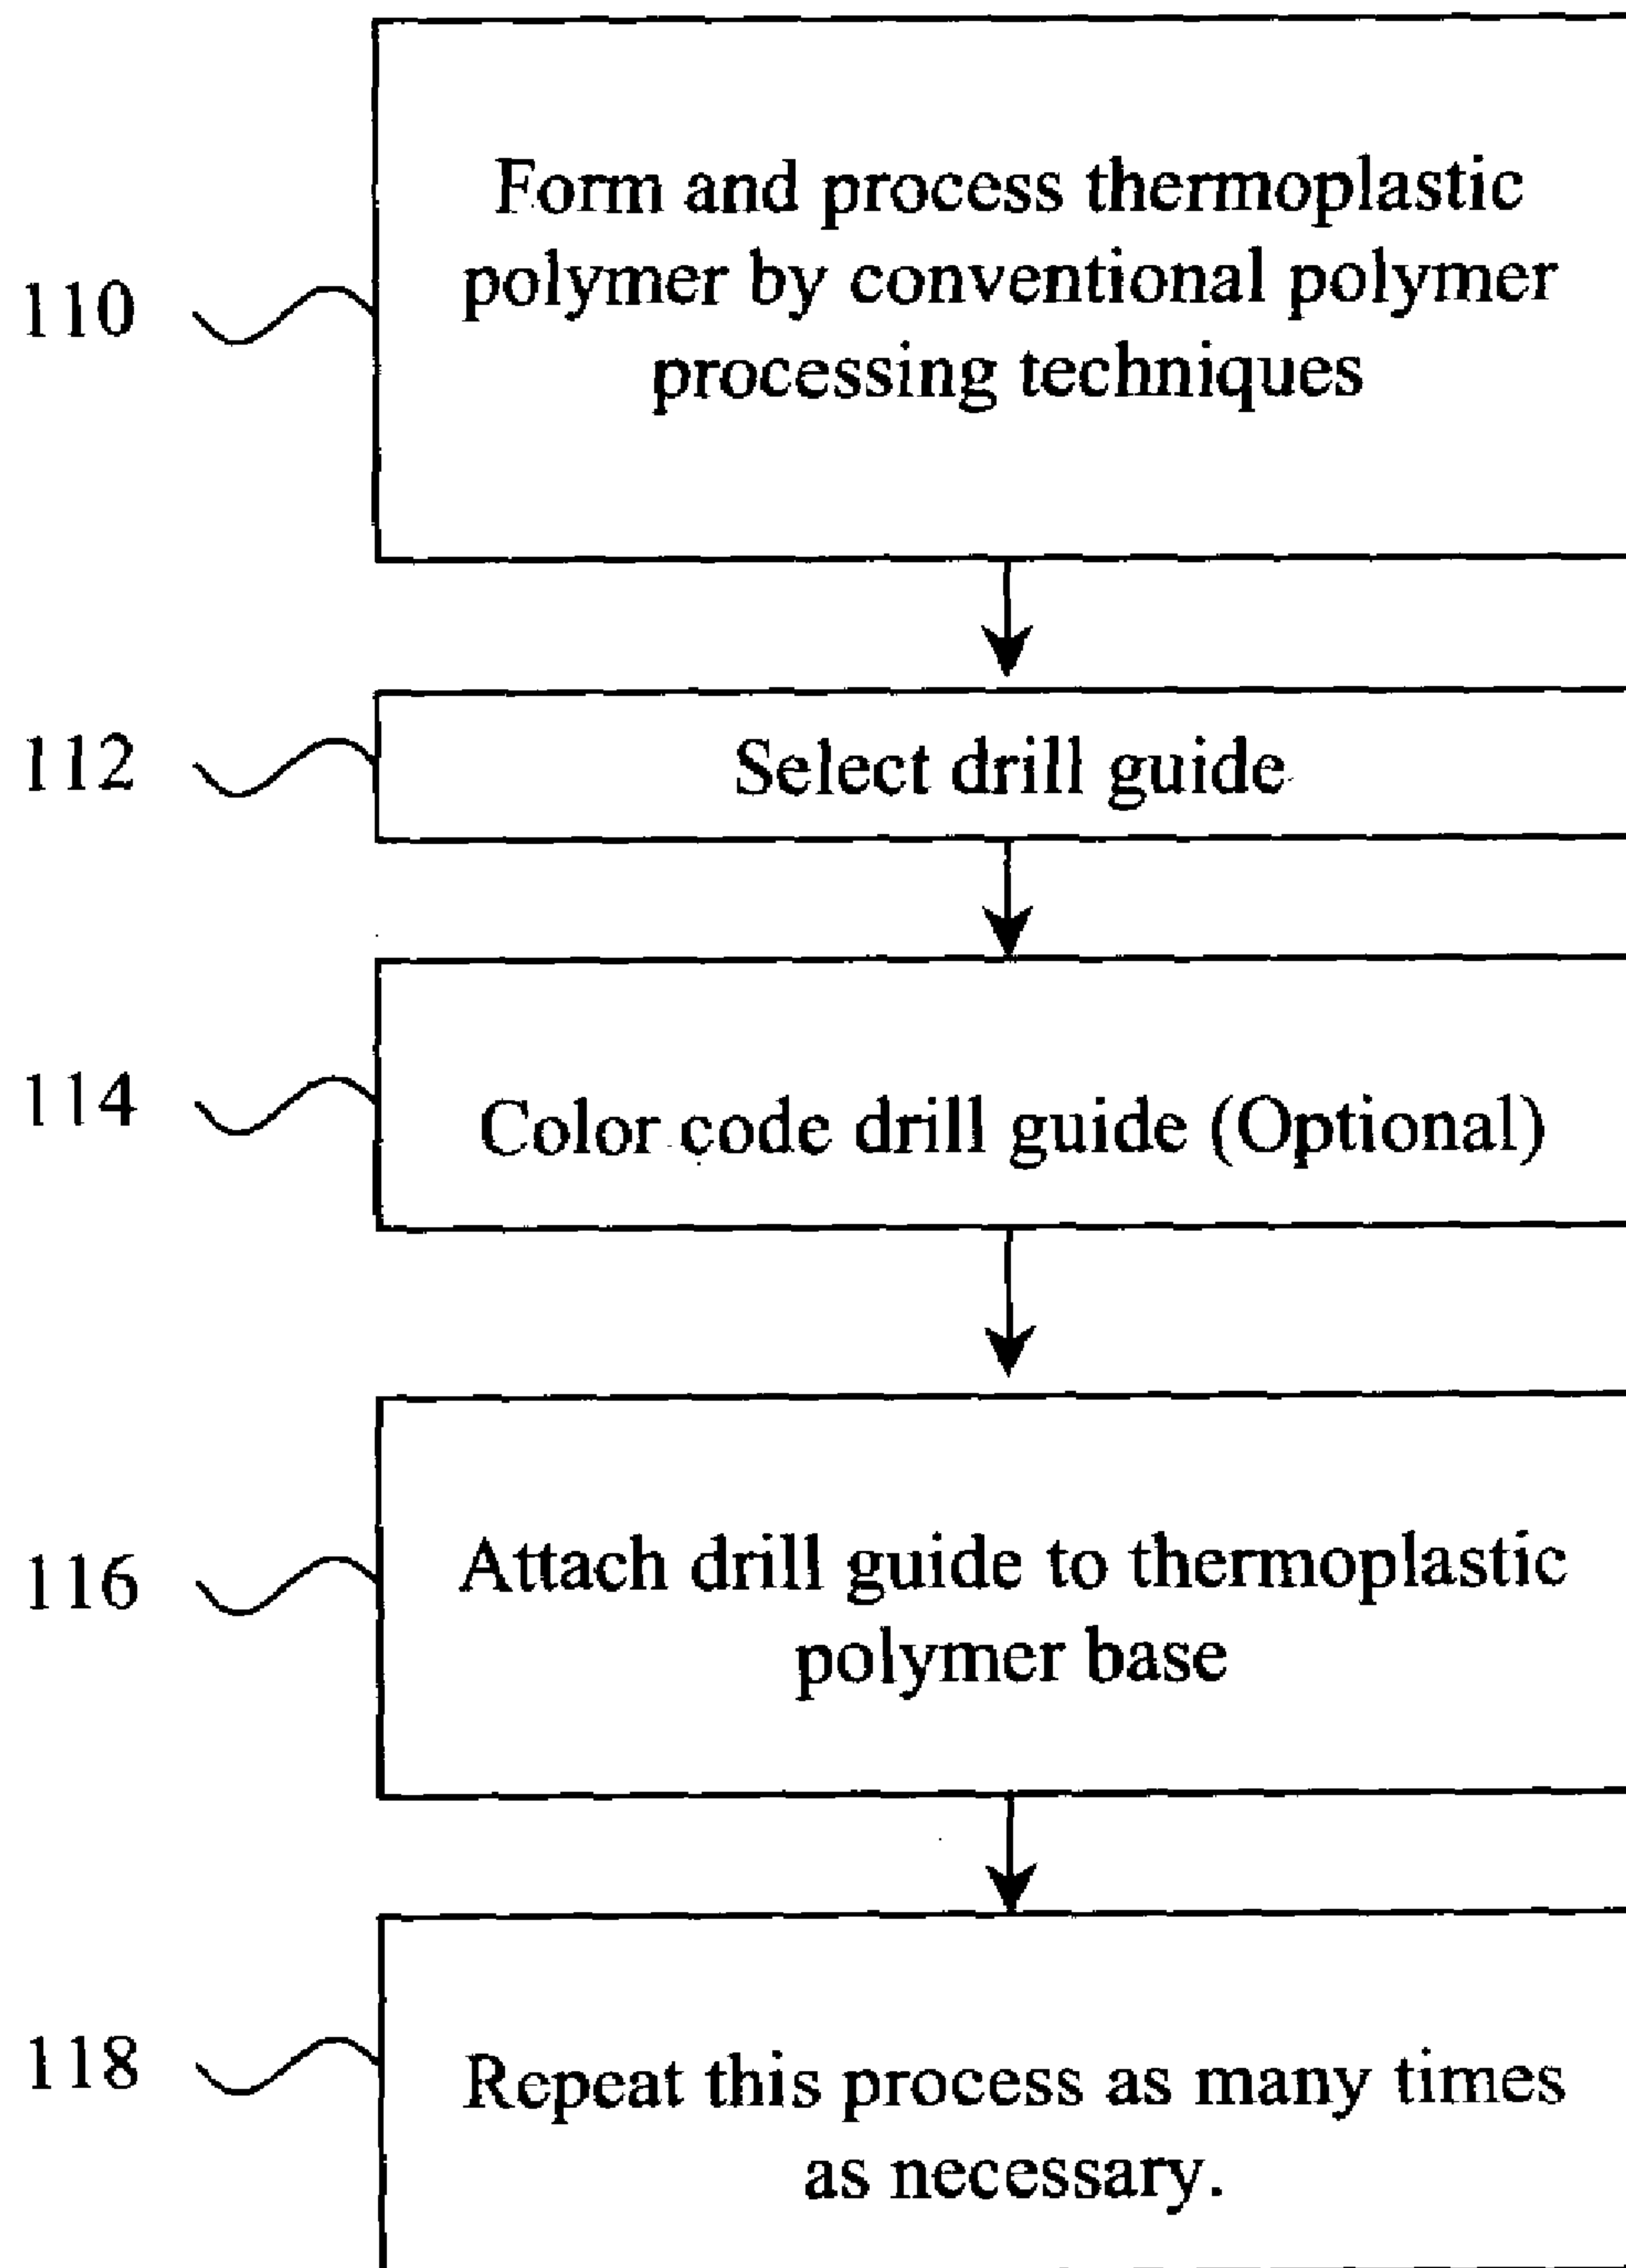 110
Form and process thermoplastic
polymer by conventional polymer
processing techniques
112
Select drill guide
114
Color code drill guide (Optional)
116
Attach drill guide to thermoplastic
polymer base
118
Repeat this process as many times
as necessary.